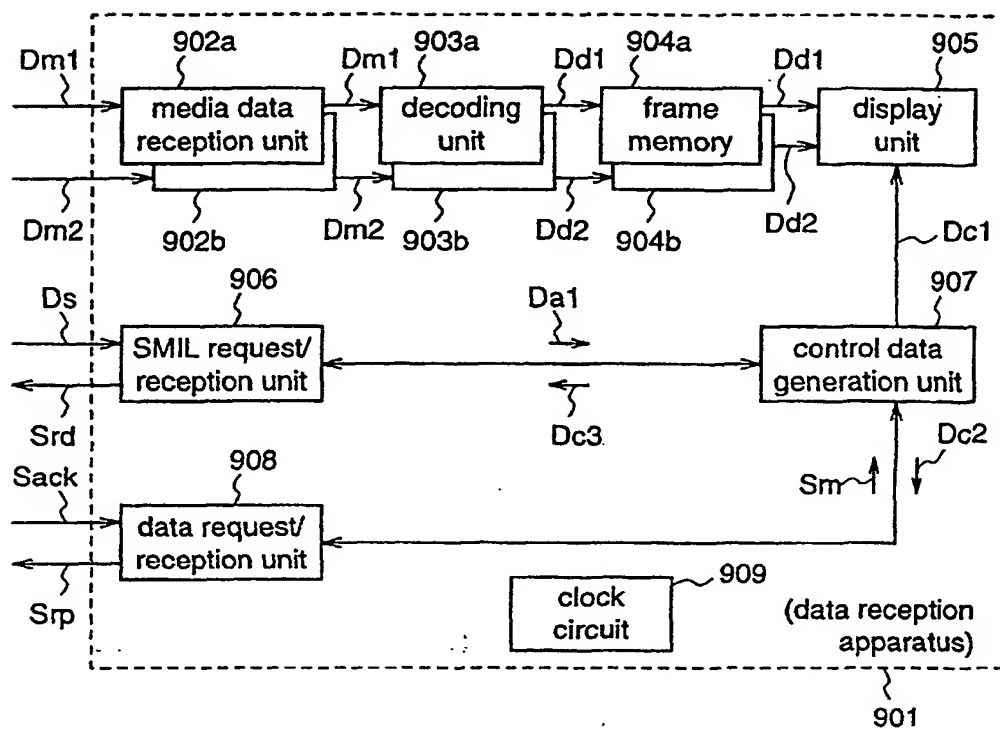 902a
903a
904a
905
Dm1
Dm1
Dd1
Dd1
media data
reception unit
decoding
unit
frame
memory
display
unit
Dm2
902b
Dm2
903b
Dd2
904b
Dd2
Dc1
906
907
Ds
Da1
SMIL request/
reception unit
control data
generation unit
Srd
Dc3
Dc2
Sack
908
Sm
data request/
reception unit
Srp
909
clock
circuit
(data reception
apparatus)
901